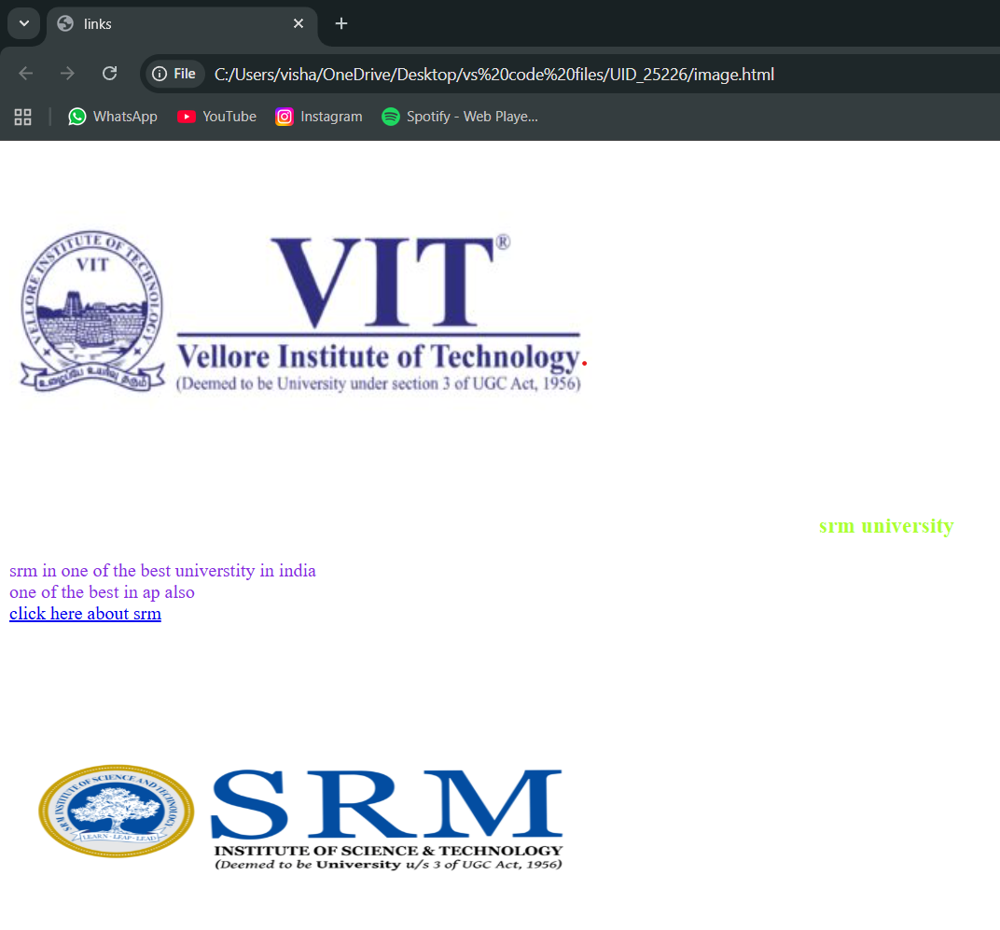 links
File
C:/Users/visha/OneDrive/Desktop/vs%20code%20files/UID_25226/image.html
WhatsApp
YouTube
Instagram
Spotify - Web Playe...
VELLORE INSTITUTE OF TECHNOLOGY
VIT
VIT®
Vellore Institute of Technology.
(Deemed to be University under section 3 of UGC Act, 1956)
srm university
srm in one of the best universtity in india
one of the best in ap also
click here about srm
SRM INSTITUTE OF SCIENCE AND TECHNOLOGY
LEARN - LEAP - LEAD
SRM
INSTITUTE OF SCIENCE & TECHNOLOGY
(Deemed to be University u/s 3 of UGC Act, 1956)